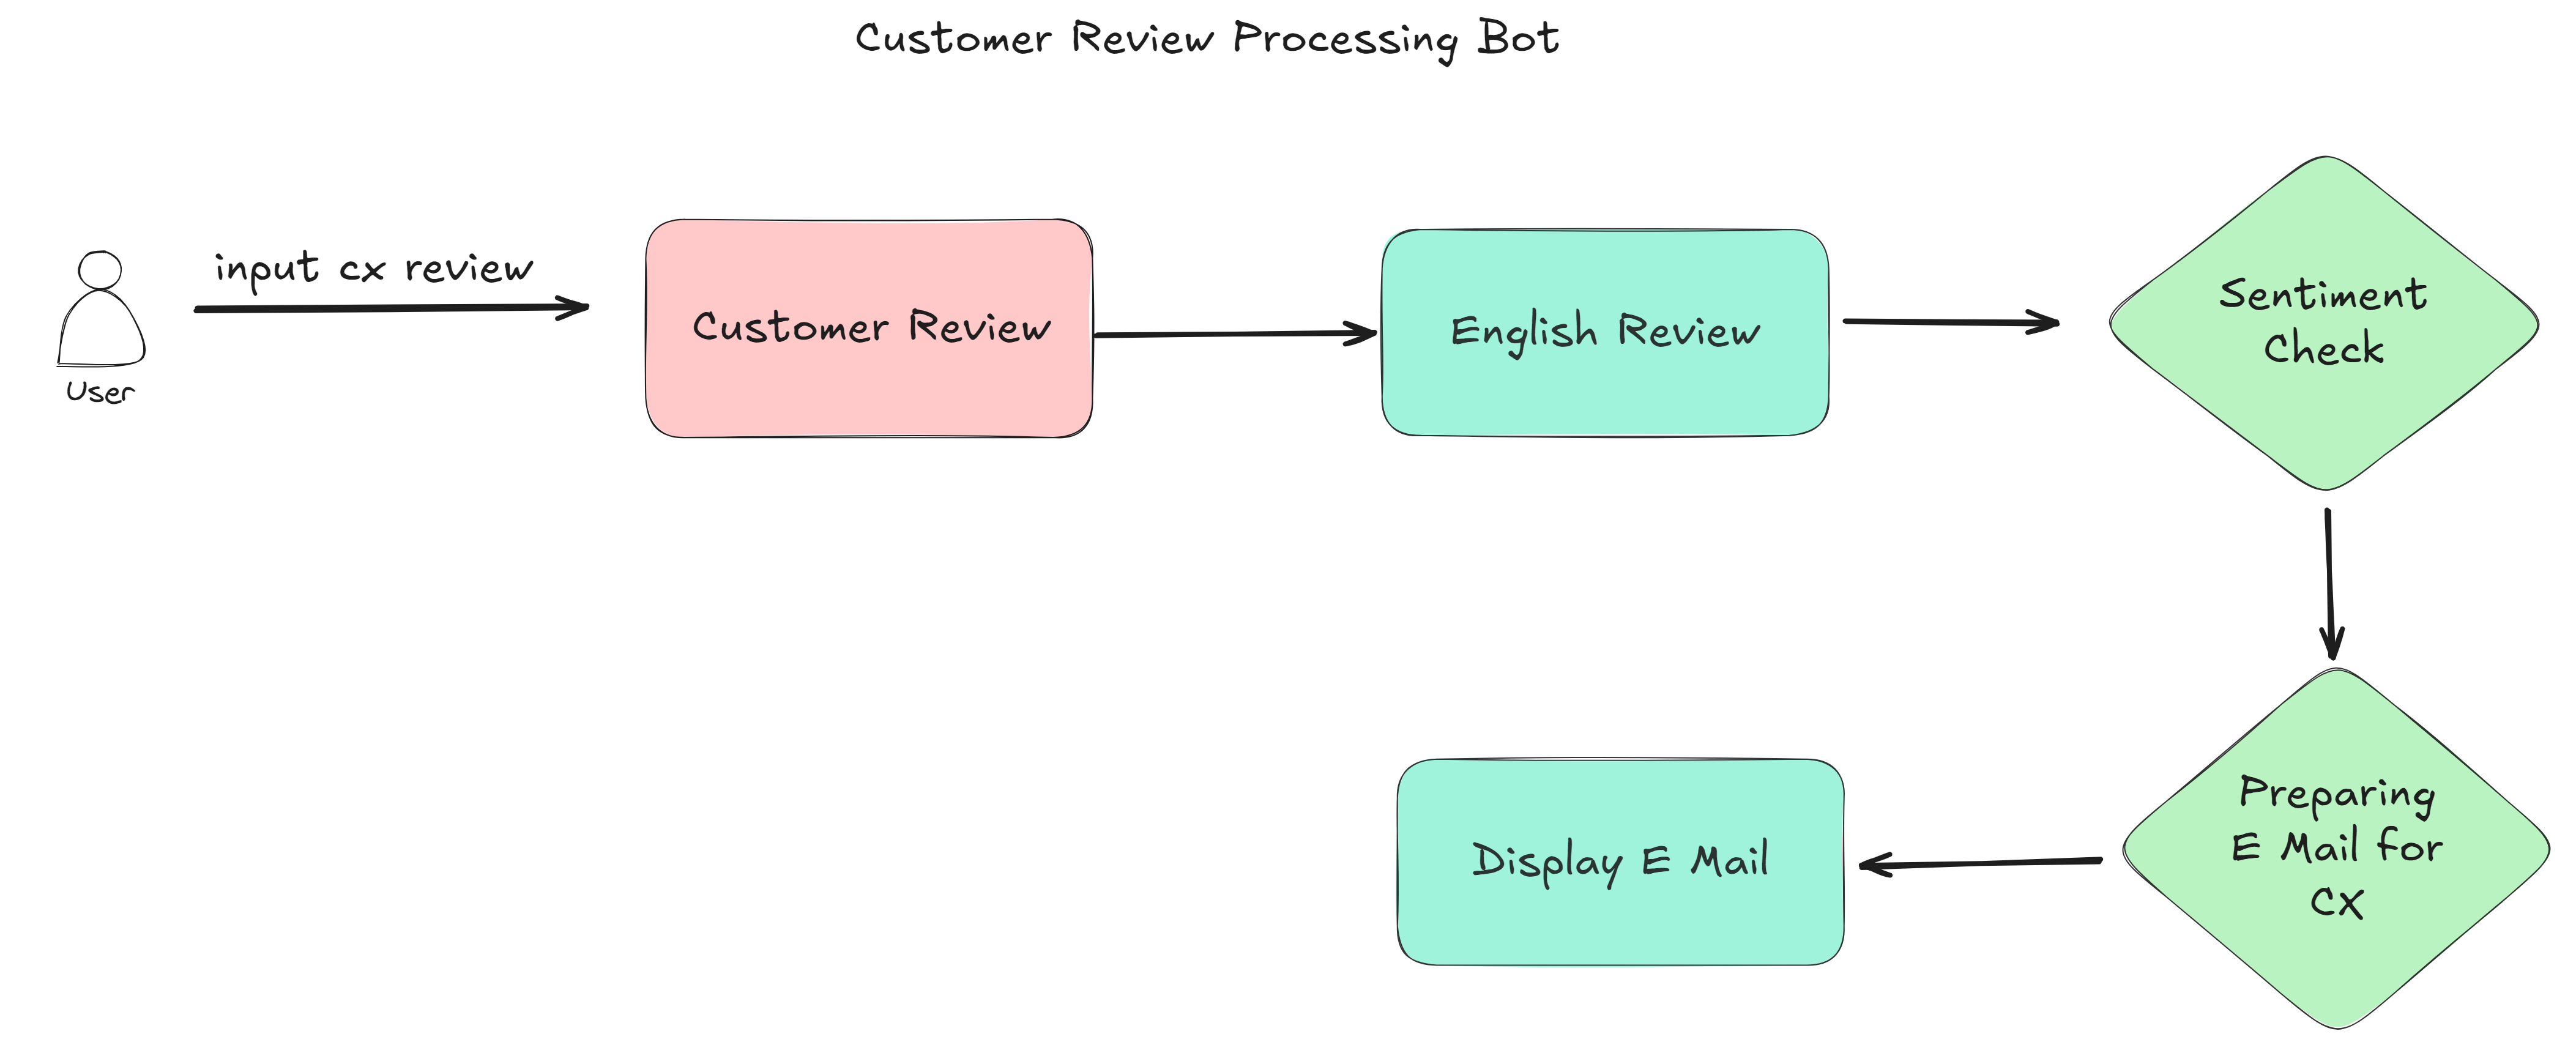 Customer Review Processing Bot
input cx review
User
Customer Review
English Review
Sentiment
Check
Preparing
E Mail for
CX
Display E Mail